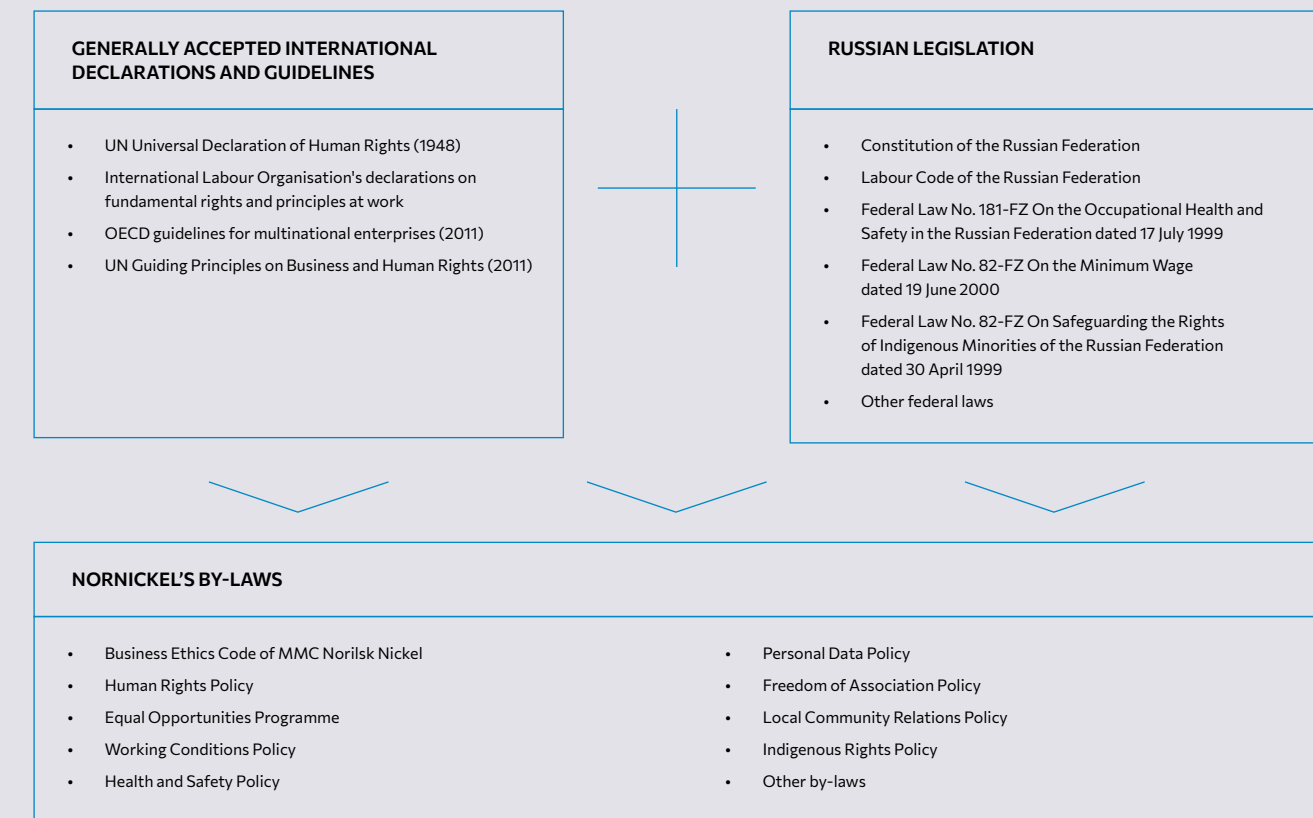 GENERALLY ACCEPTED INTERNATIONAL
DECLARATIONS AND GUIDELINES
• UN Universal Declaration of Human Rights (1948)
• International Labour Organisation's declarations on
fundamental rights and principles at work
• OECD guidelines for multinational enterprises (2011)
• UN Guiding Principles on Business and Human Rights (2011)
RUSSIAN LEGISLATION
• Constitution of the Russian Federation
• Labour Code of the Russian Federation
• Federal Law No. 181-FZ On the Occupational Health and
Safety in the Russian Federation dated 17 July 1999
• Federal Law No. 82-FZ On the Minimum Wage
dated 19 June 2000
• Federal Law No. 82-FZ On Safeguarding the Rights
of Indigenous Minorities of the Russian Federation
dated 30 April 1999
• Other federal laws
NORNICKEL’S BY-LAWS
• Business Ethics Code of MMC Norilsk Nickel
• Human Rights Policy
• Equal Opportunities Programme
• Working Conditions Policy
• Health and Safety Policy
• Personal Data Policy
• Freedom of Association Policy
• Local Community Relations Policy
• Indigenous Rights Policy
• Other by-laws